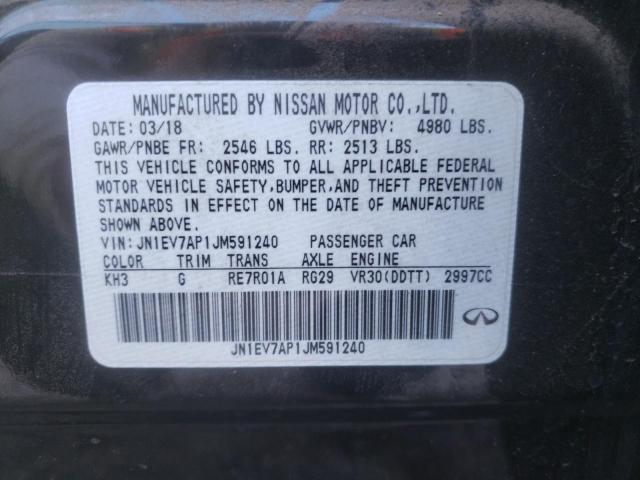 MANUFACTURED BY NISSAN MOTOR CO.,LTD.
DATE: 03/18 GVWR/PNBV: 4980 LBS.
GAWR/PNBE FR: 2546 LBS. RR: 2513 LBS.
THIS VEHICLE CONFORMS TO ALL APPLICABLE FEDERAL
MOTOR VEHICLE SAFETY,BUMPER,AND THEFT PREVENTION
STANDARDS IN EFFECT ON THE DATE OF MANUFACTURE
SHOWN ABOVE.
VIN: JN1EV7AP1JM591240 PASSENGER CAR
COLOR TRIM TRANS AXLE ENGINE
KH3 G RE7R01A RG29 VR30(DDTT) 2997CC
JN1EV7AP1JM591240